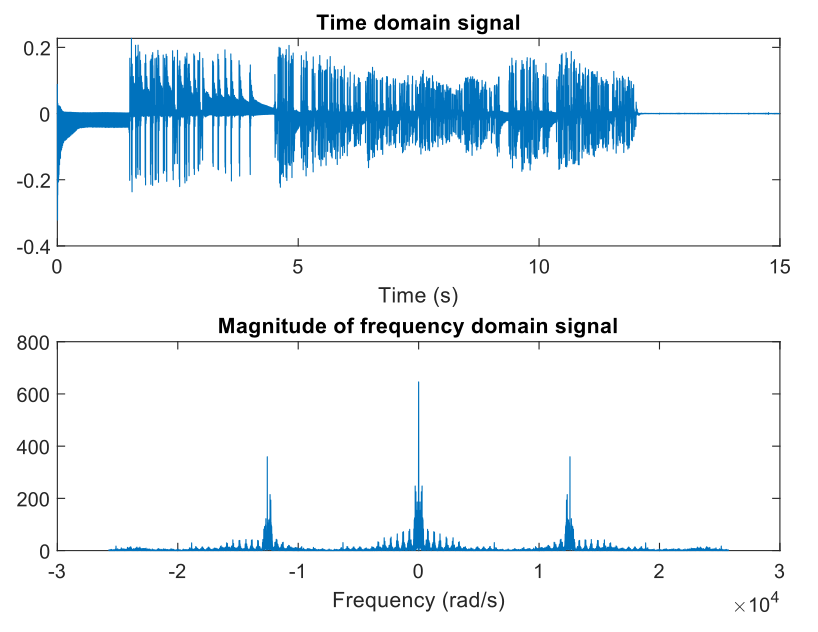 Time domain signal
0.2
0
-0.2
-0.4
0 5 10 15
Time (s)
Magnitude of frequency domain signal
800
600
400
200
0
-3 -2 -1 0 1 2 3
Frequency (rad/s)
×10^4